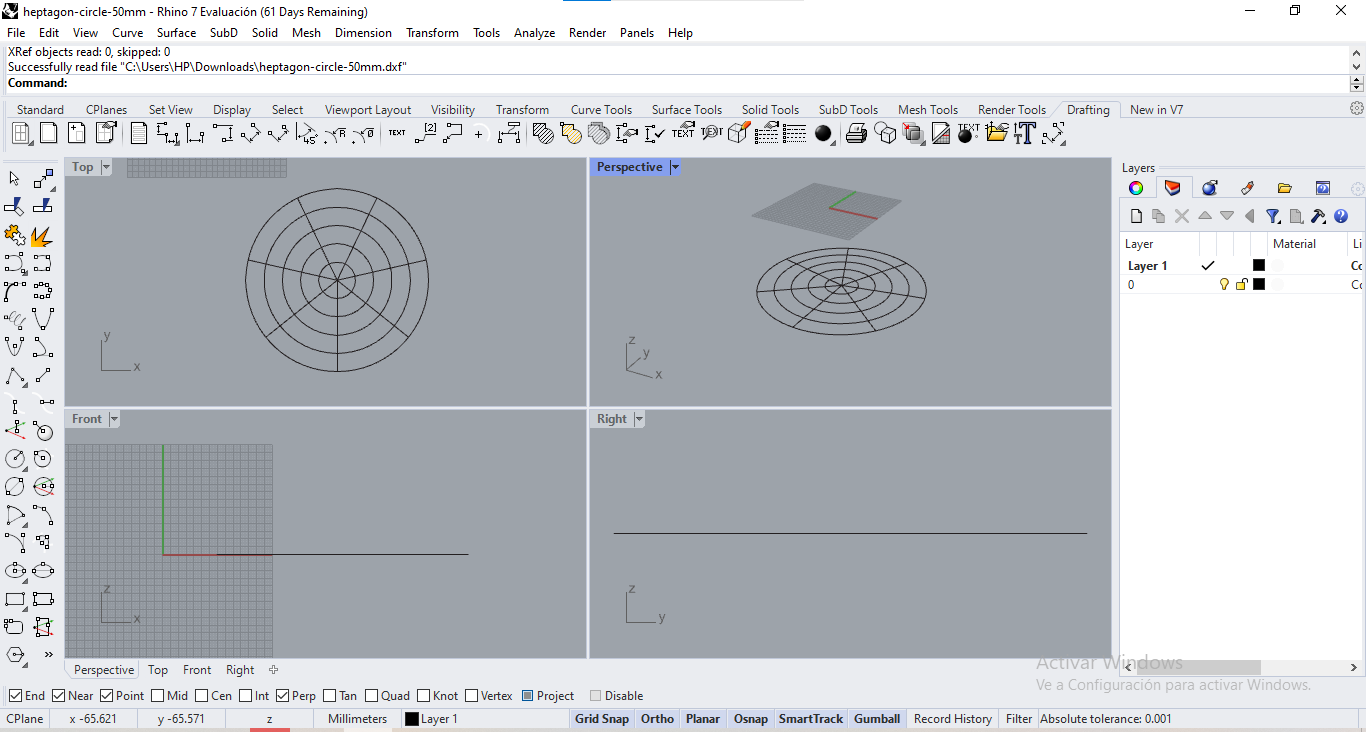 heptagon-circle-50mm - Rhino 7 Evaluación (61 Days Remaining)
File Edit View Curve Surface SubD Solid Mesh Dimension Transform Tools Analyze Render Panels Help
XRef objects read: 0, skipped: 0
Successfully read file "C:\Users\HP\Downloads\heptagon-circle-50mm.dxf"
Command:
Standard CPlanes Set View Display Select Viewport Layout Visibility Transform Curve Tools Surface Tools Solid Tools SubD Tools Mesh Tools Render Tools Drafting New in V7
TEXT
Top
Perspective
Layers
Layer Material Li
Layer 1 Co
0 Co
y
x
z
y
x
Front
Right
z
x
z
y
Perspective Top Front Right
Activar Windows
Ve a Configuración para activar Windows.
End Near Point Mid Cen Int Perp Tan Quad Knot Vertex Project Disable
CPlane x -65.621 y -65.571 z Millimeters Layer 1 Grid Snap Ortho Planar Osnap SmartTrack Gumball Record History Filter Absolute tolerance: 0.001